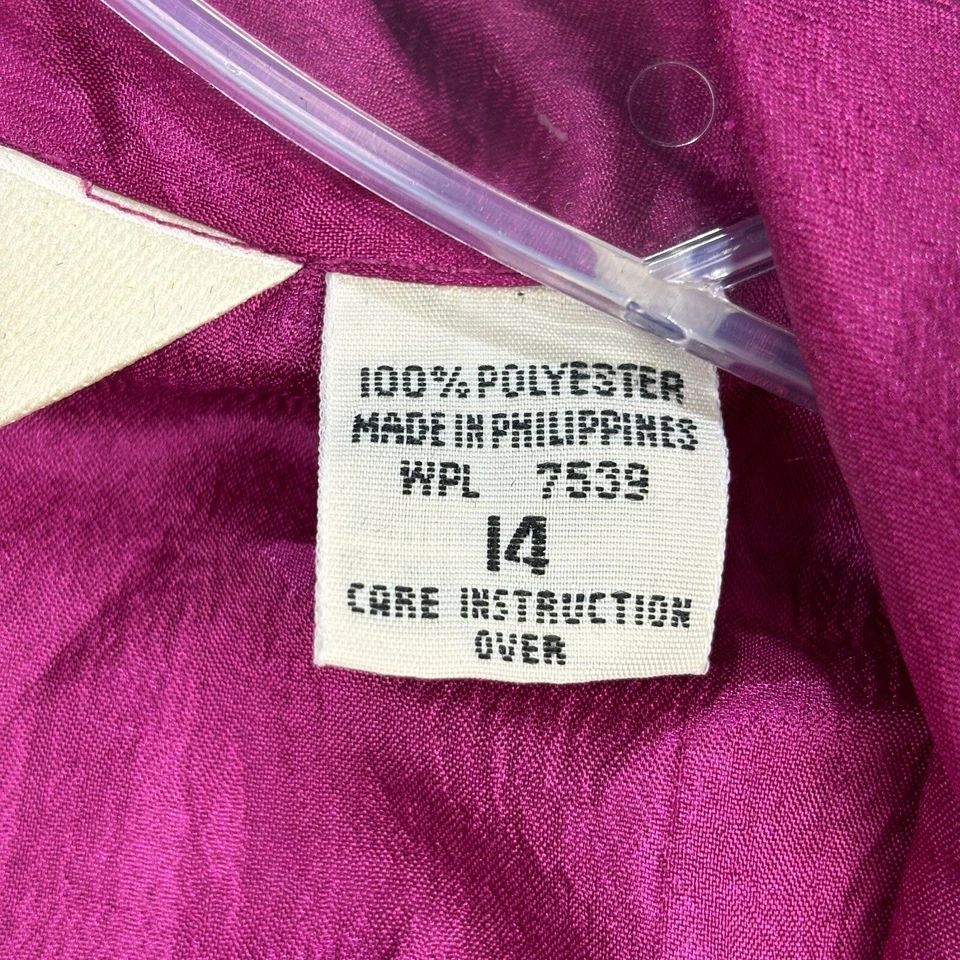 100% POLYESTER
MADE IN PHILIPPINES
WPL 7539
14
CARE INSTRUCTION
OVER